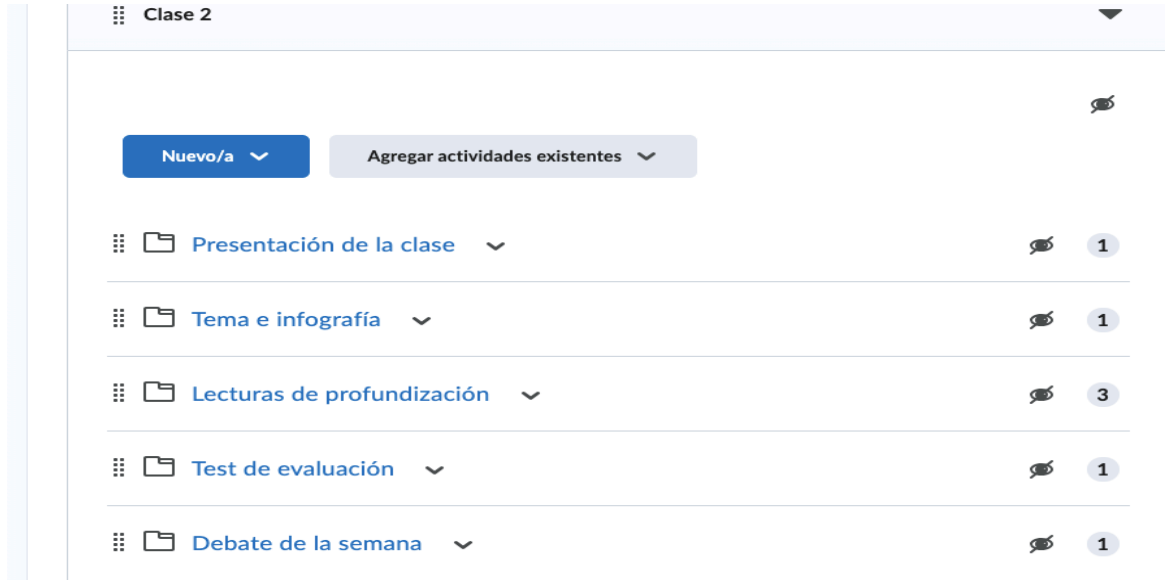 Clase 2
Nuevo/a Agregar actividades existentes
Presentación de la clase 1
Tema e infografía 1
Lecturas de profundización 3
Test de evaluación 1
Debate de la semana 1